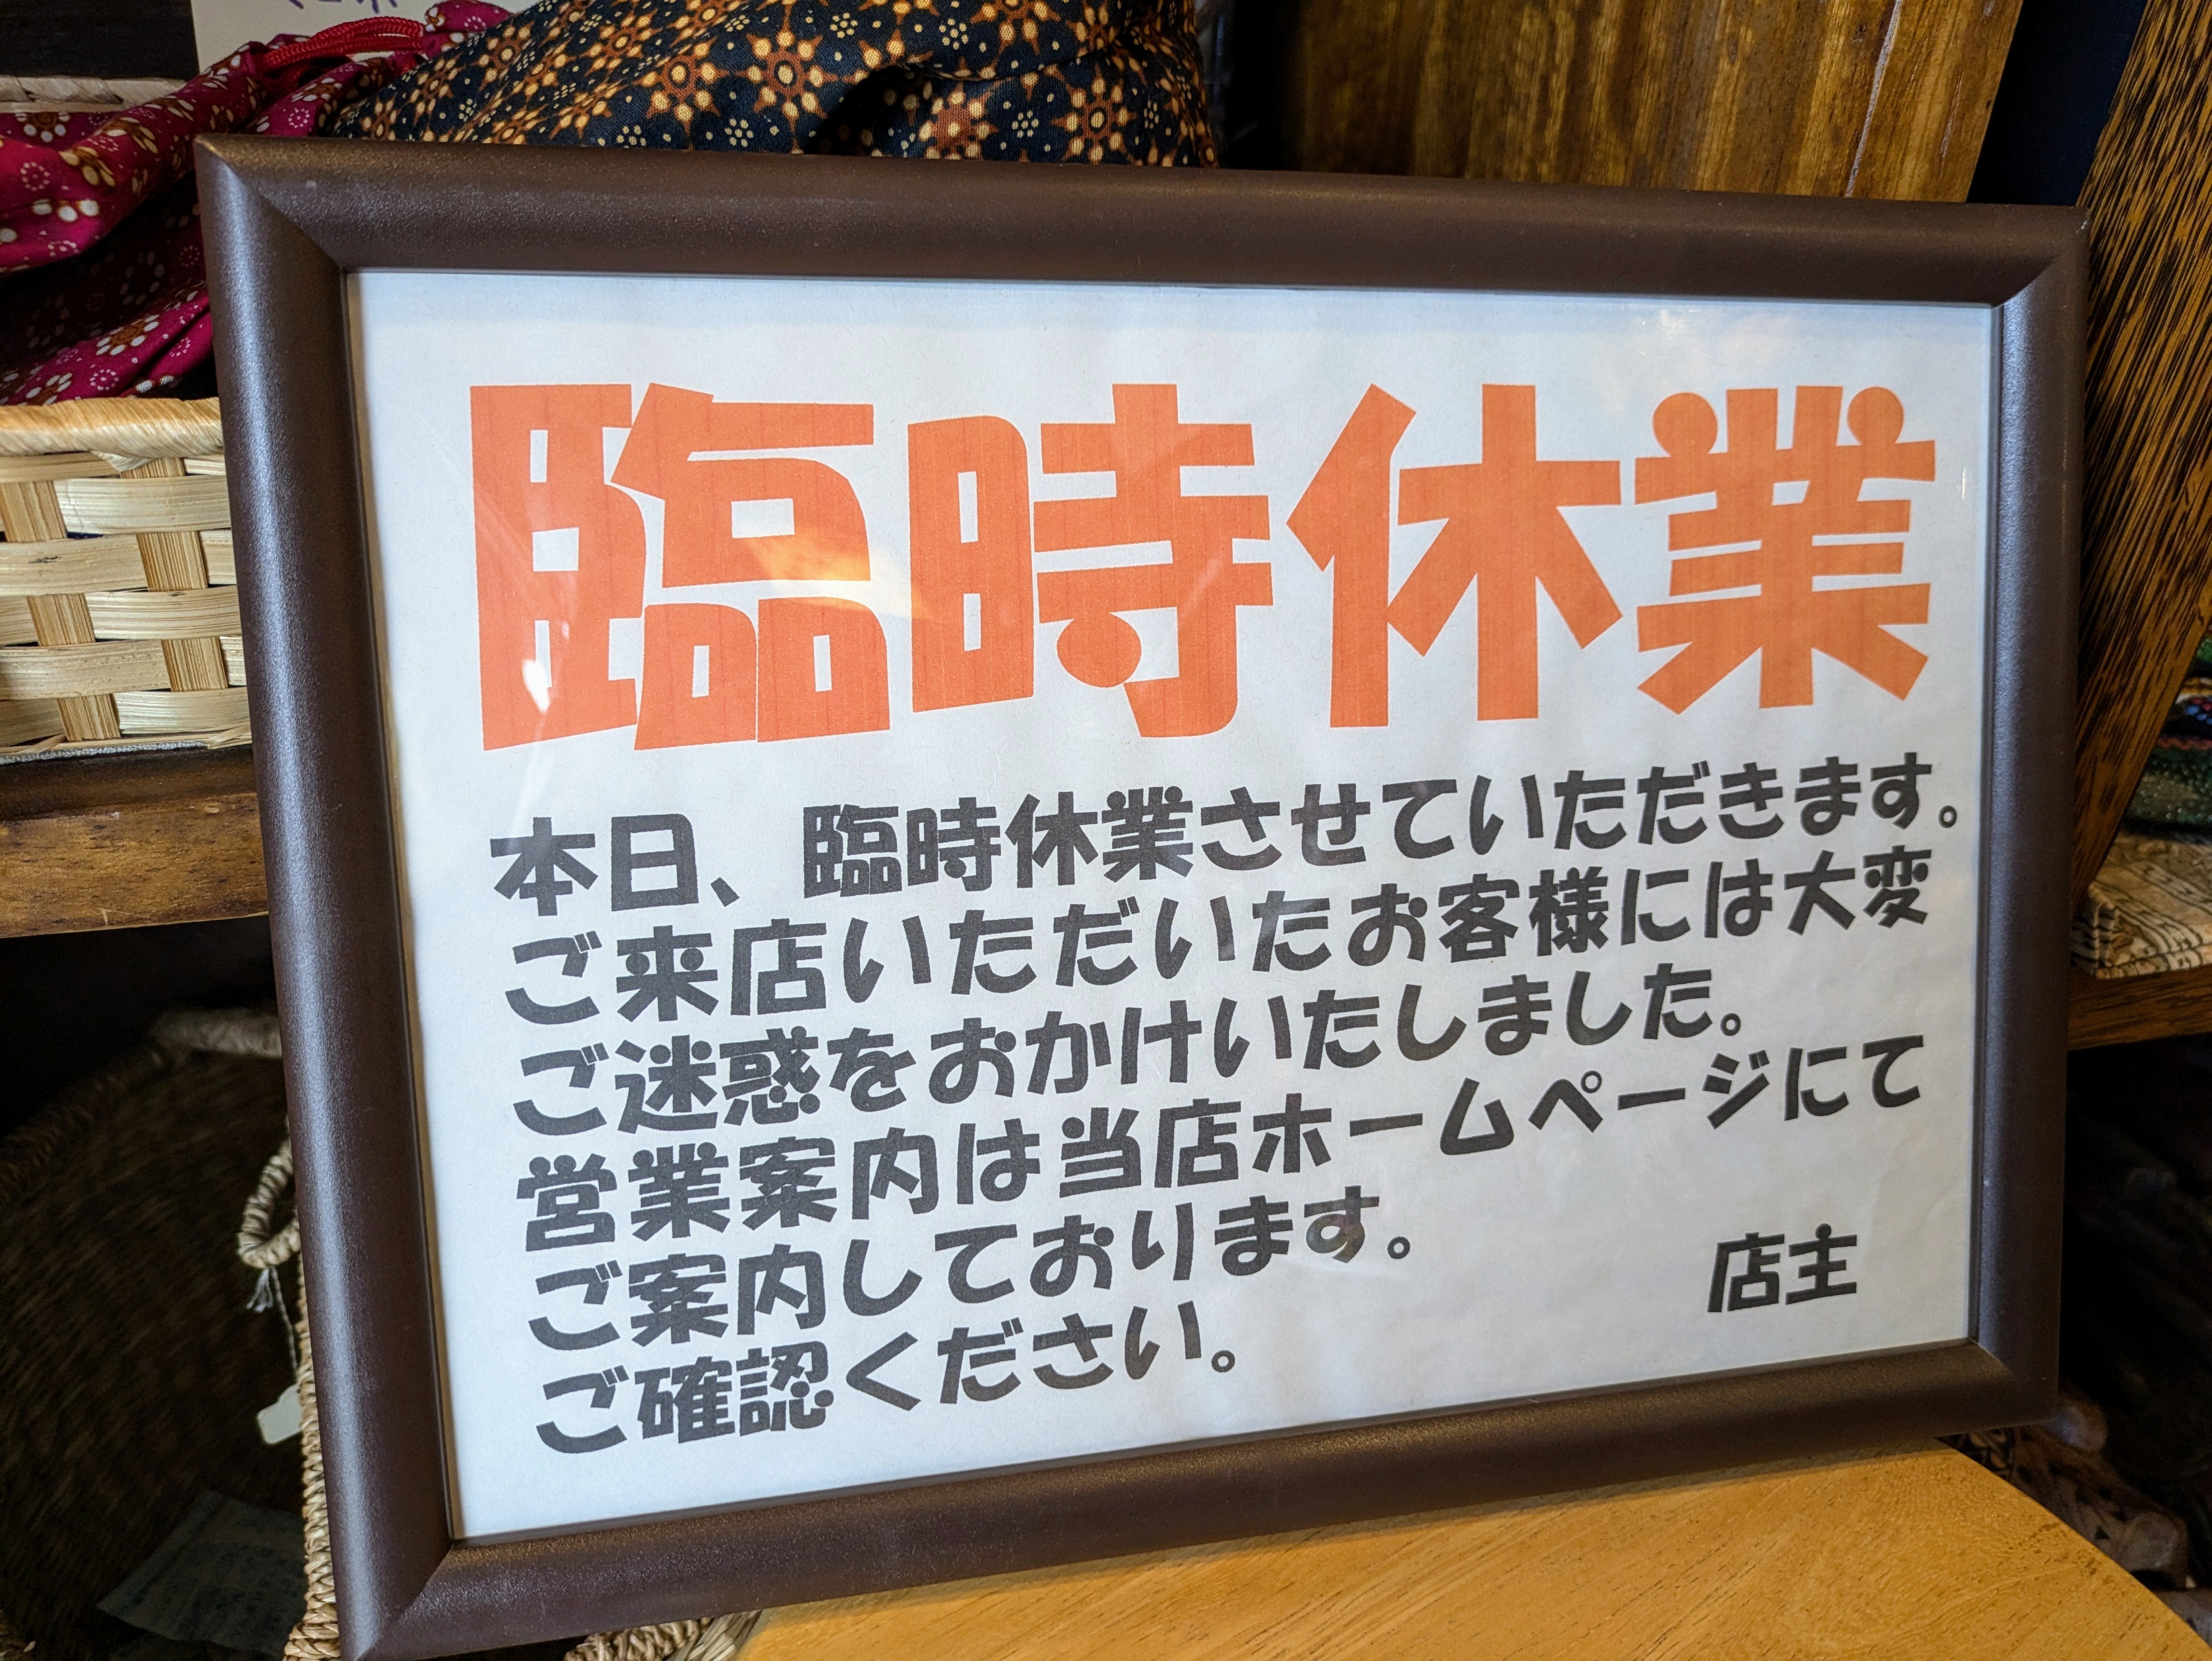 臨時休業
本日、臨時休業させていただきます。
ご来店いただいたお客様には大変
ご迷惑をおかけいたしました。
営業案内は当店ホームページにて
ご案内しております。
ご確認ください。
店主